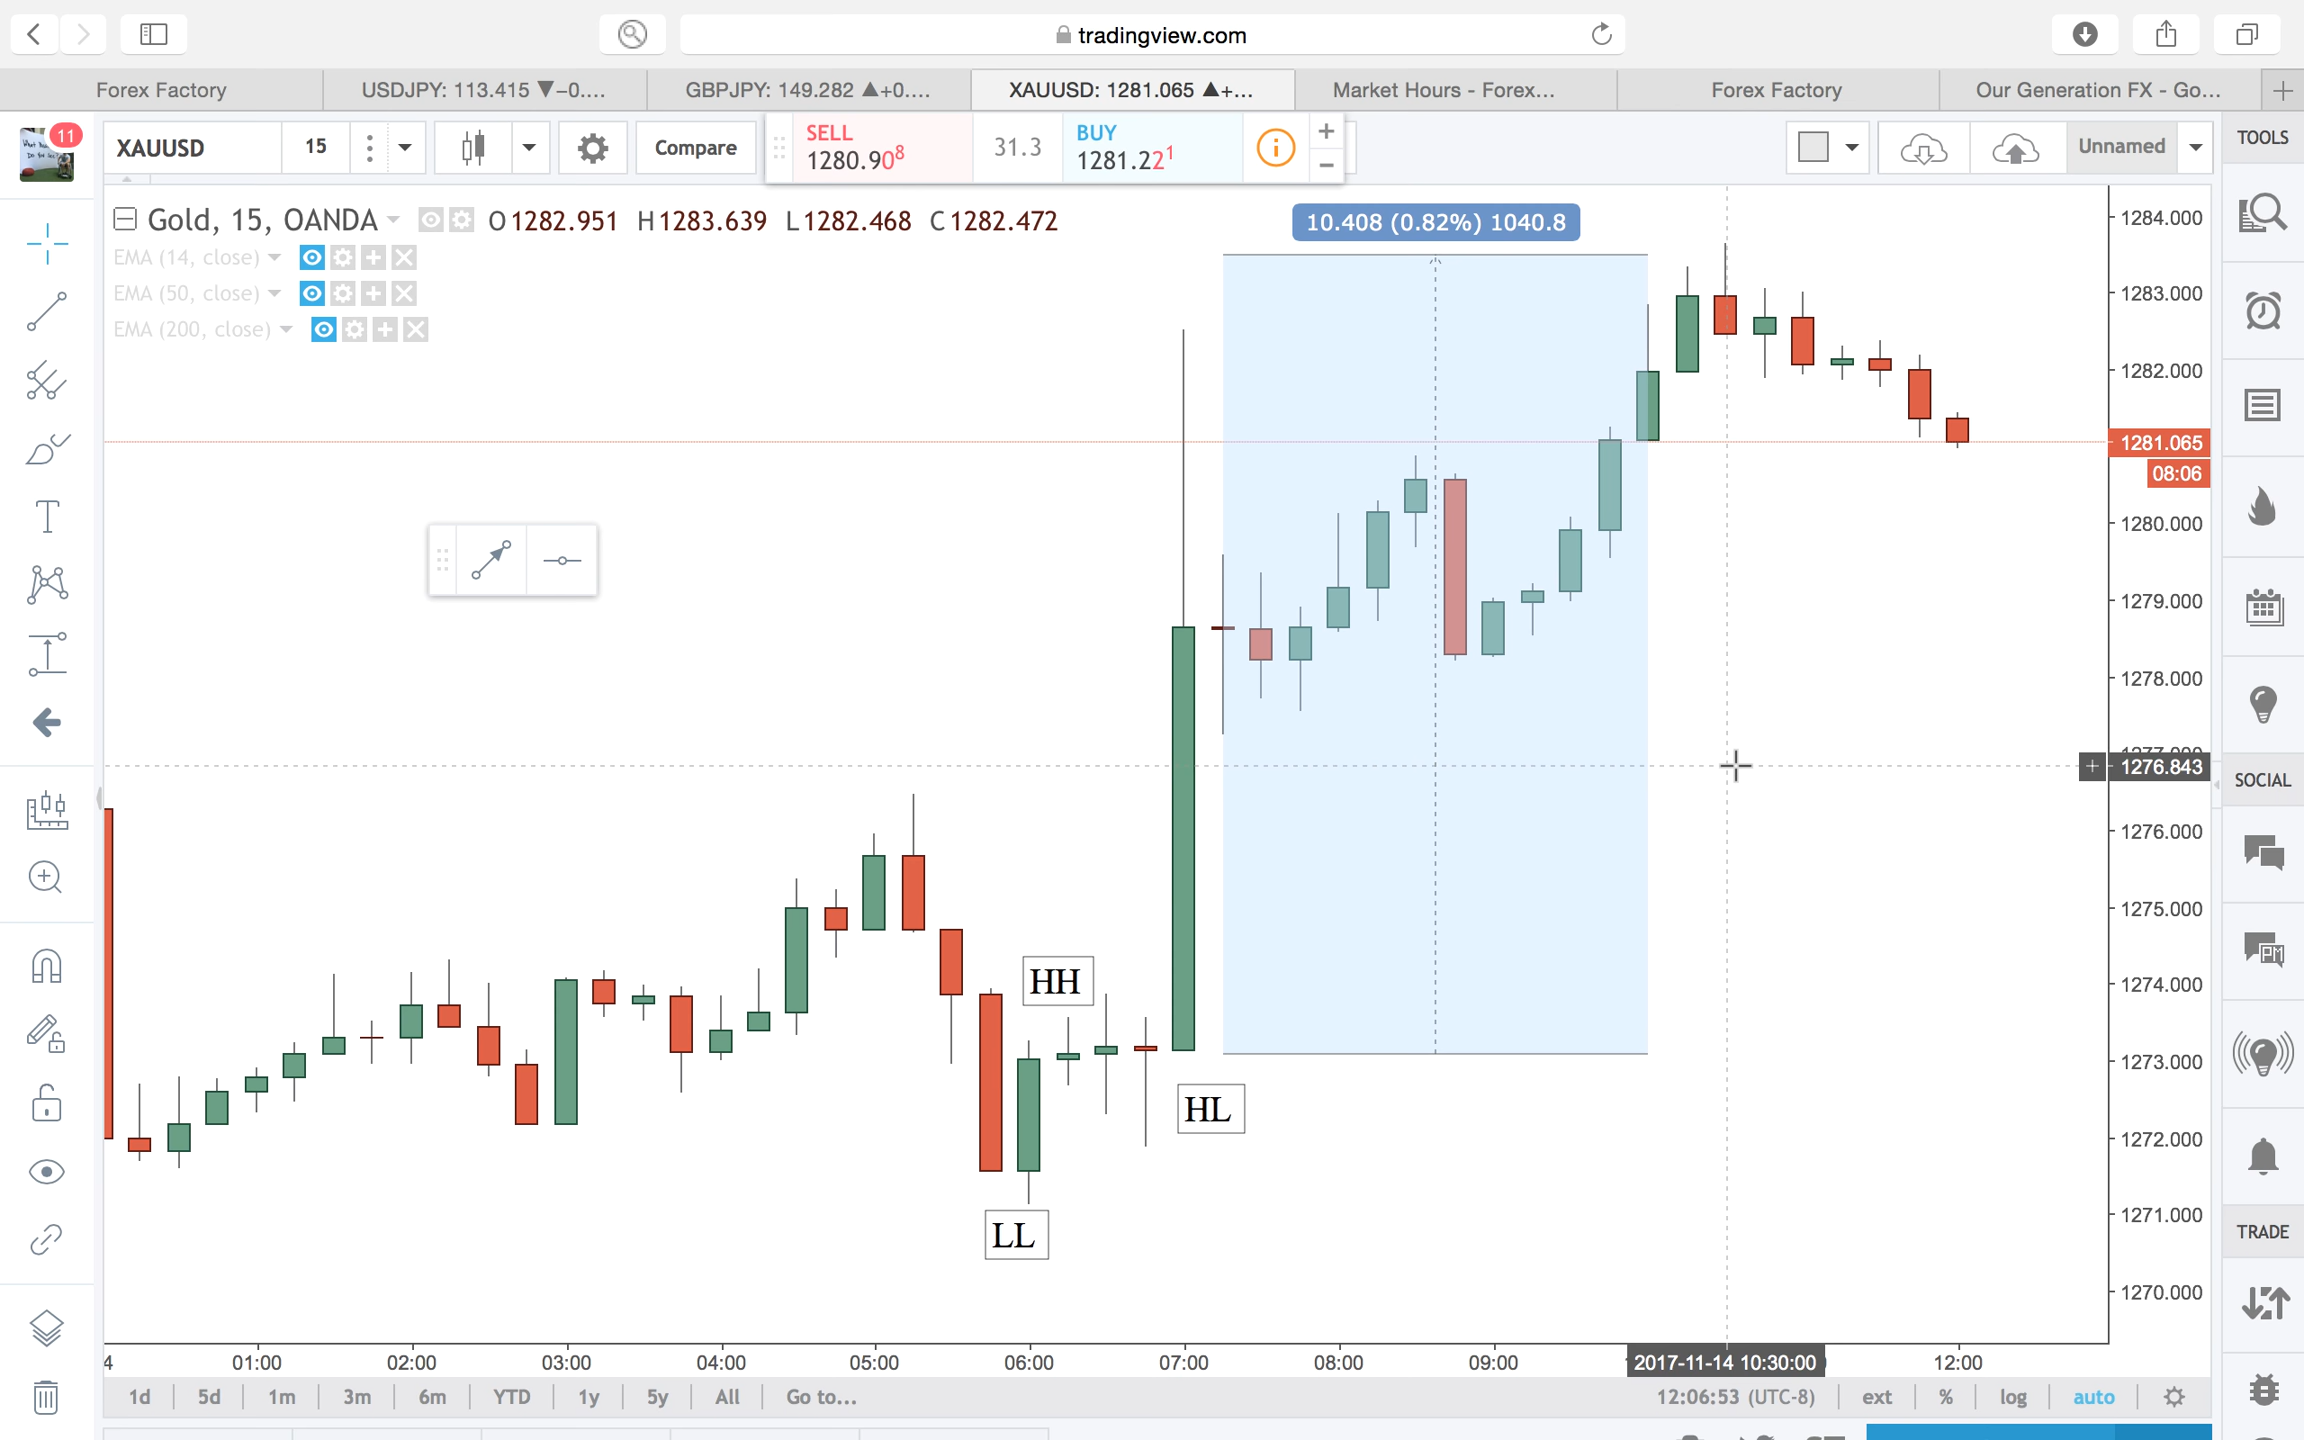 tradingview.com
Forex Factory
USDJPY: 113.415 ▼−0....
GBPJPY: 149.282 ▲+0....
XAUUSD: 1281.065 ▲+...
Market Hours - Forex...
Forex Factory
Our Generation FX - Go...
11
XAUUSD
15
Compare
SELL
1280.908
31.3
BUY
1281.221
Unnamed
TOOLS
Gold, 15, OANDA
O1282.951 H1283.639 L1282.468 C1282.472
EMA (14, close)
EMA (50, close)
EMA (200, close)
10.408 (0.82%) 1040.8
1284.000
1283.000
1282.000
1281.065
08:06
1280.000
1279.000
1278.000
1276.843
1276.000
1275.000
1274.000
1273.000
1272.000
1271.000
1270.000
HH
HL
LL
SOCIAL
PM
TRADE
4
01:00
02:00
03:00
04:00
05:00
06:00
07:00
08:00
09:00
2017-11-14 10:30:00
12:00
1d
5d
1m
3m
6m
YTD
1y
5y
All
Go to...
12:06:53 (UTC-8)
ext
%
log
auto